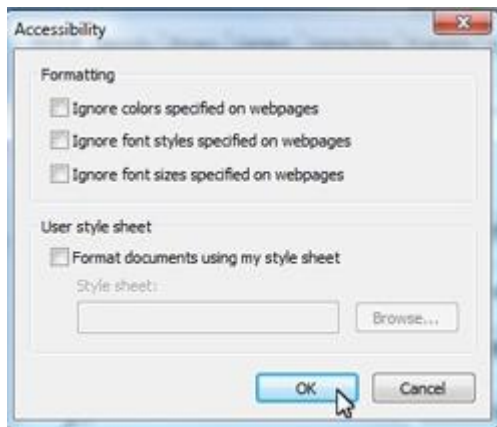 Accessibility
Formatting
Ignore colors specified on webpages
Ignore font styles specified on webpages
Ignore font sizes specified on webpages
User style sheet
Format documents using my style sheet
Style sheet:
Browse...
OK Cancel